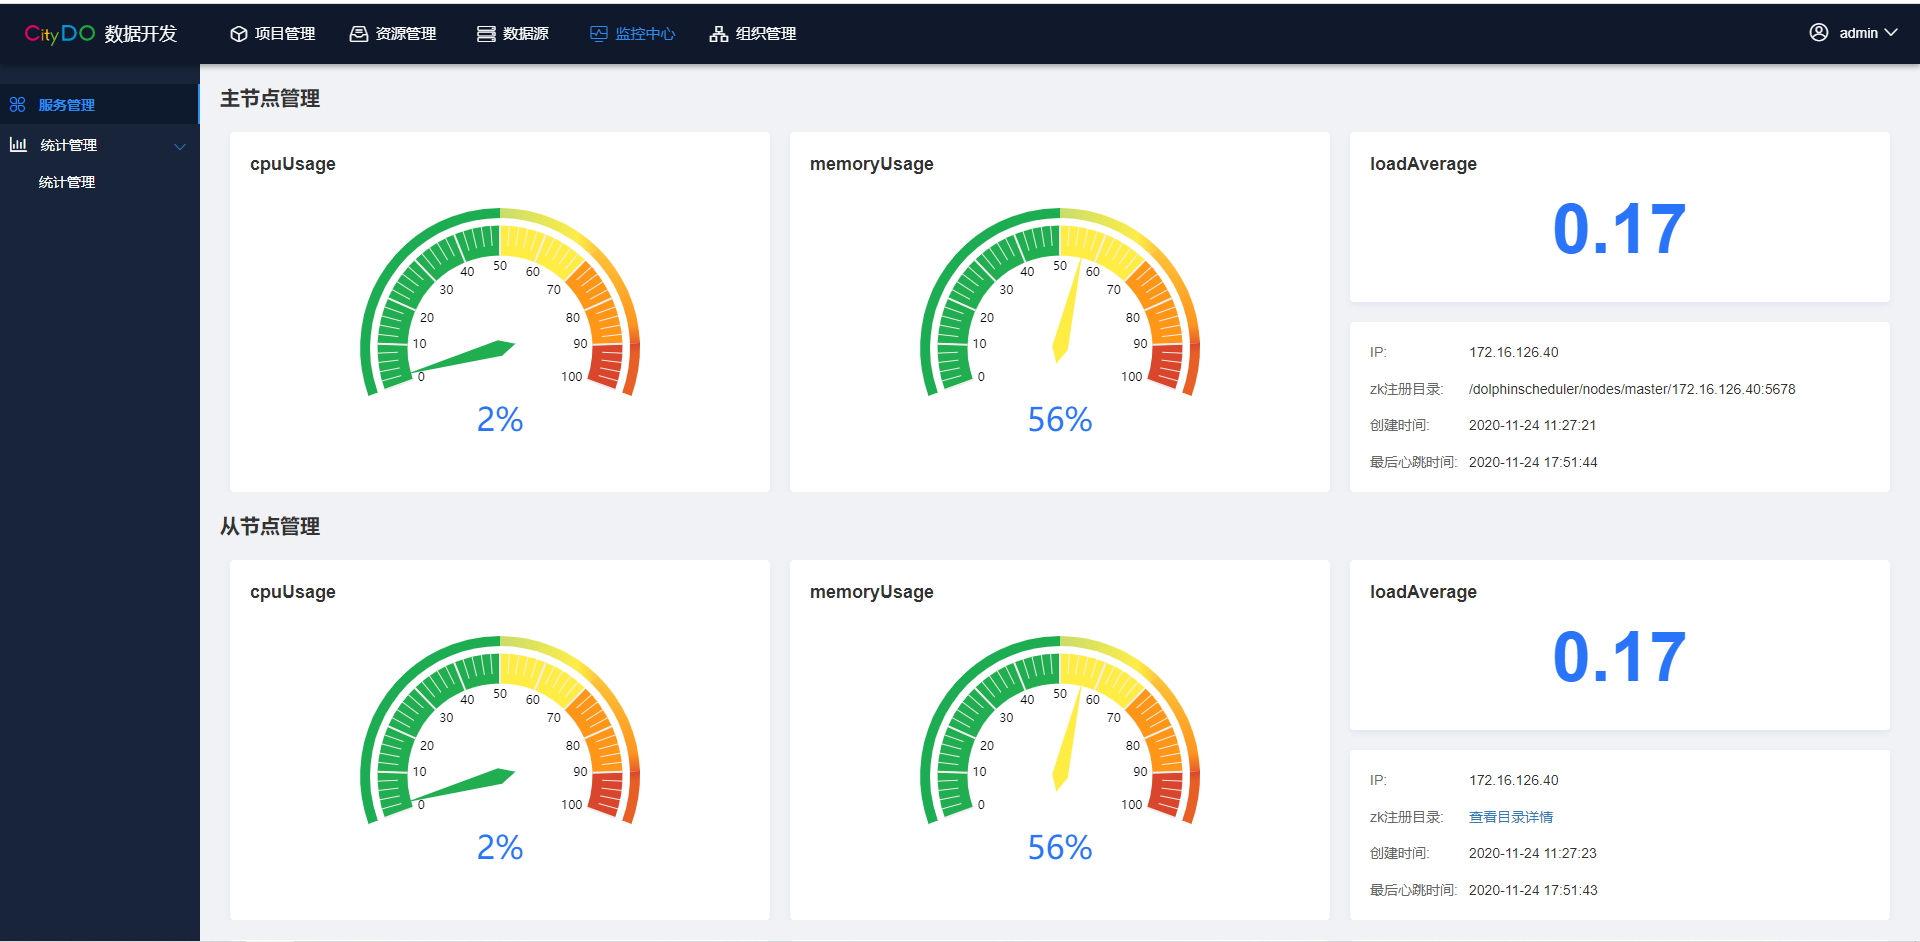 CityDO 数据开发
项目管理
资源管理
数据源
监控中心
组织管理
admin
服务管理
统计管理
统计管理
主节点管理
cpuUsage
0
10
20
30
40
50
60
70
80
90
100
2%
memoryUsage
0
10
20
30
40
50
60
70
80
90
100
56%
loadAverage
0.17
IP: 172.16.126.40
zk注册目录: /dolphinscheduler/nodes/master/172.16.126.40:5678
创建时间: 2020-11-24 11:27:21
最后心跳时间: 2020-11-24 17:51:44
从节点管理
cpuUsage
0
10
20
30
40
50
60
70
80
90
100
2%
memoryUsage
0
10
20
30
40
50
60
70
80
90
100
56%
loadAverage
0.17
IP: 172.16.126.40
zk注册目录: 查看目录详情
创建时间: 2020-11-24 11:27:23
最后心跳时间: 2020-11-24 17:51:43